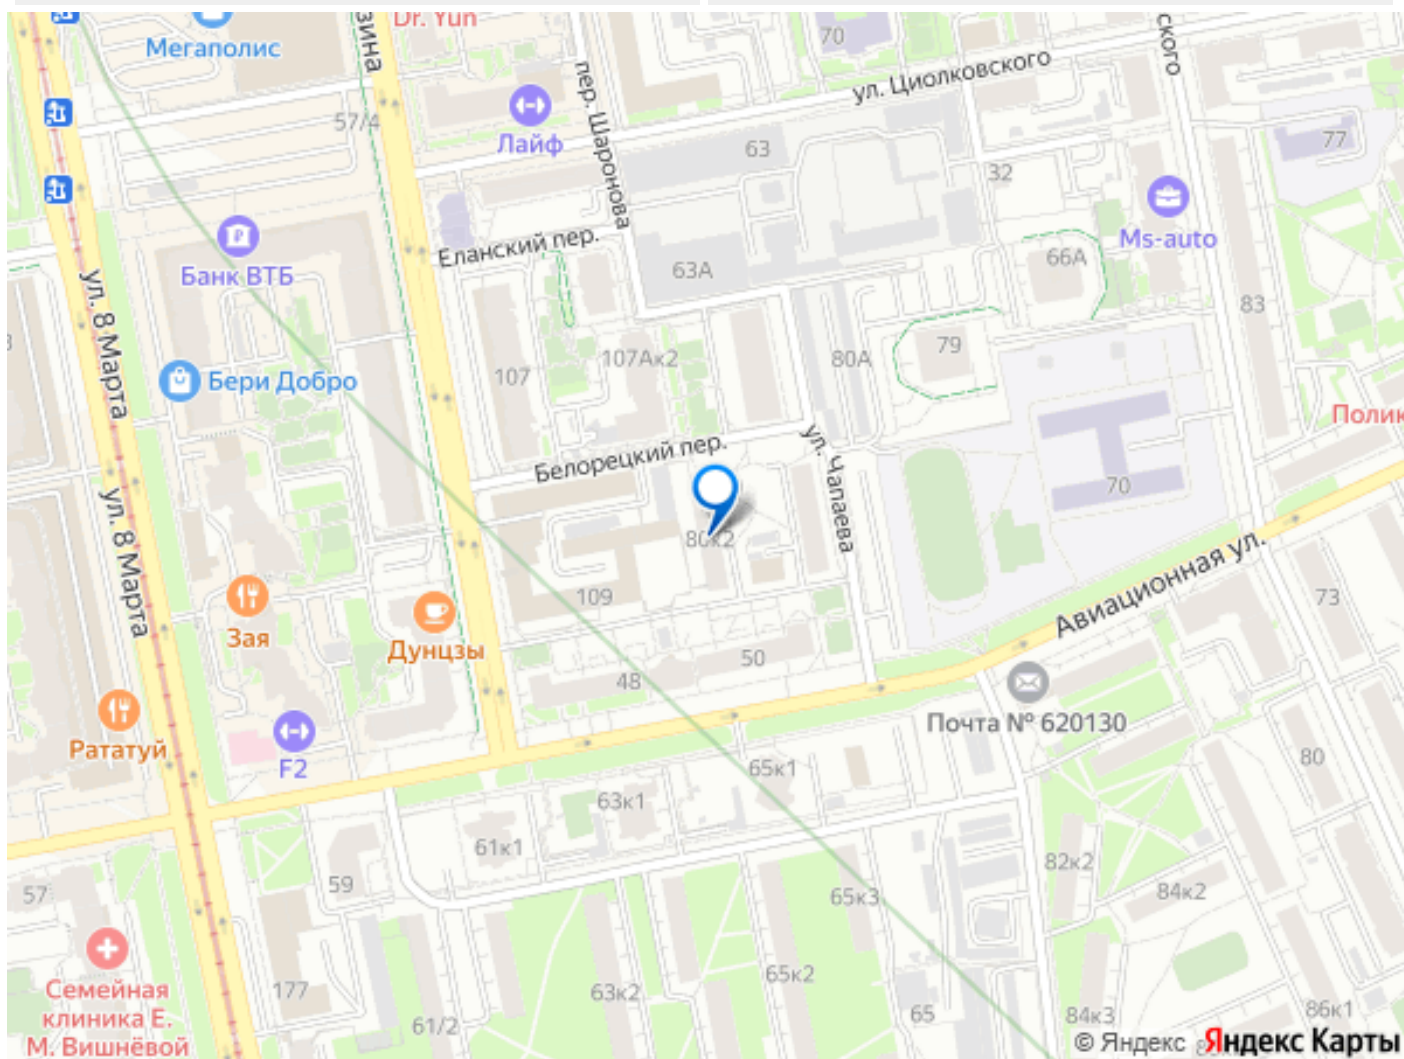 Мегаполис
Dr. Yun
70
ул. Циолковского
57/4
Лайф
пер. Шаронова
63
32
77
Банк ВТБ
Еланский пер.
63А
66А
Ms-auto
83
ул. 8 Марта
Бери Добро
107
107Ак2
80А
79
Белорецкий пер.
ул. Чапаева
70
ул. 8 Марта
80к2
109
Авиационная ул.
73
Зая
Дунцзы
48
50
Почта № 620130
Рататуй
F2
65к1
80
63к1
61к1
59
57
65к3
82к2
84к2
Семейная
клиника Е.
М. Вишнёвой
177
61/2
63к2
65к2
65
84к3
86к1
© Яндекс Яндекс Карты